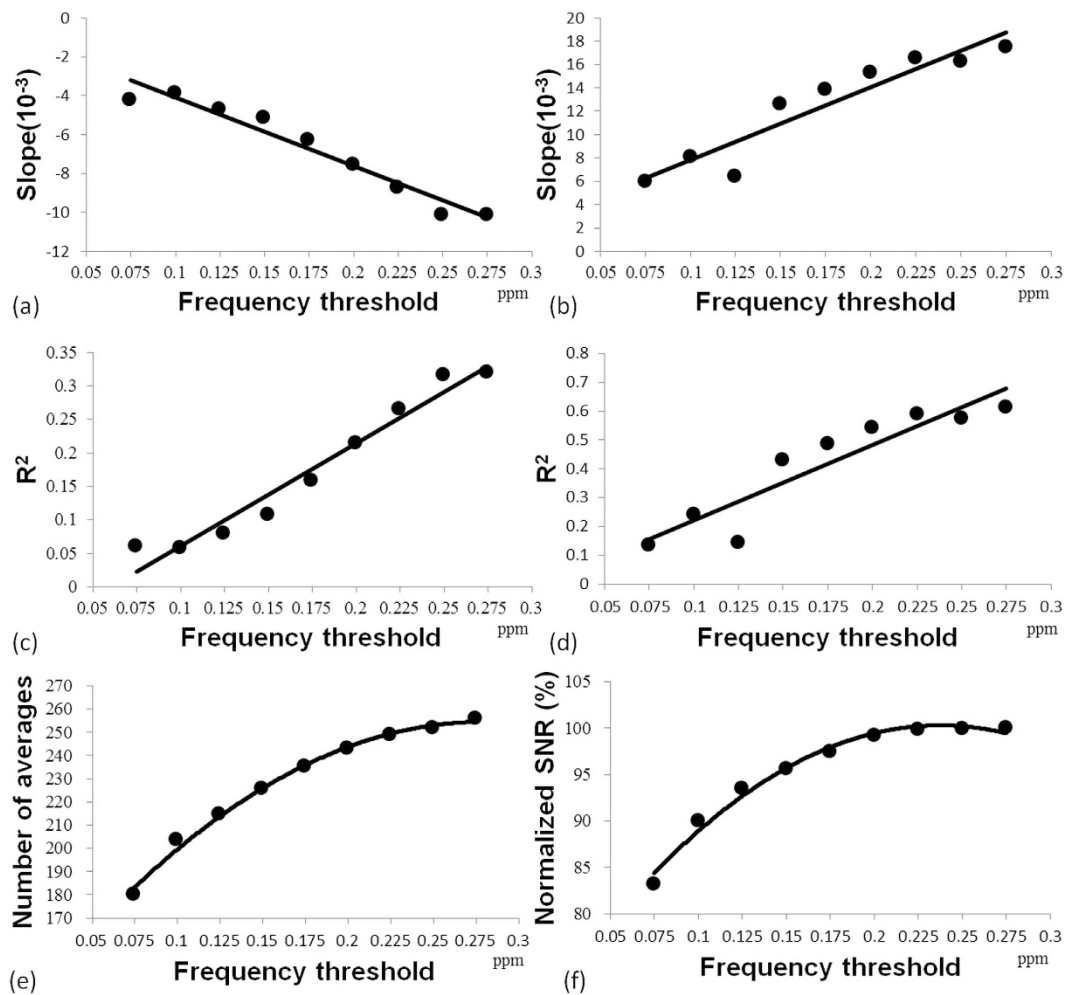 0
-2
-4
-6
-8
-10
-12
Slope(10⁻³)
0.05 0.075 0.1 0.125 0.15 0.175 0.2 0.225 0.25 0.275 0.3
(a) Frequency threshold ppm
20
18
16
14
12
10
8
6
4
2
0
Slope(10⁻³)
0.05 0.075 0.1 0.125 0.15 0.175 0.2 0.225 0.25 0.275 0.3
(b) Frequency threshold ppm
0.35
0.3
0.25
0.2
0.15
0.1
0.05
0
R²
0.05 0.075 0.1 0.125 0.15 0.175 0.2 0.225 0.25 0.275 0.3
(c) Frequency threshold ppm
0.8
0.7
0.6
0.5
0.4
0.3
0.2
0.1
0
R²
0.05 0.075 0.1 0.125 0.15 0.175 0.2 0.225 0.25 0.275 0.3
(d) Frequency threshold ppm
270
260
250
240
230
220
210
200
190
180
170
Number of averages
0.05 0.075 0.1 0.125 0.15 0.175 0.2 0.225 0.25 0.275 0.3
(e) Frequency threshold ppm
105
100
95
90
85
80
Normalized SNR (%)
0.05 0.075 0.1 0.125 0.15 0.175 0.2 0.225 0.25 0.275 0.3
(f) Frequency threshold ppm